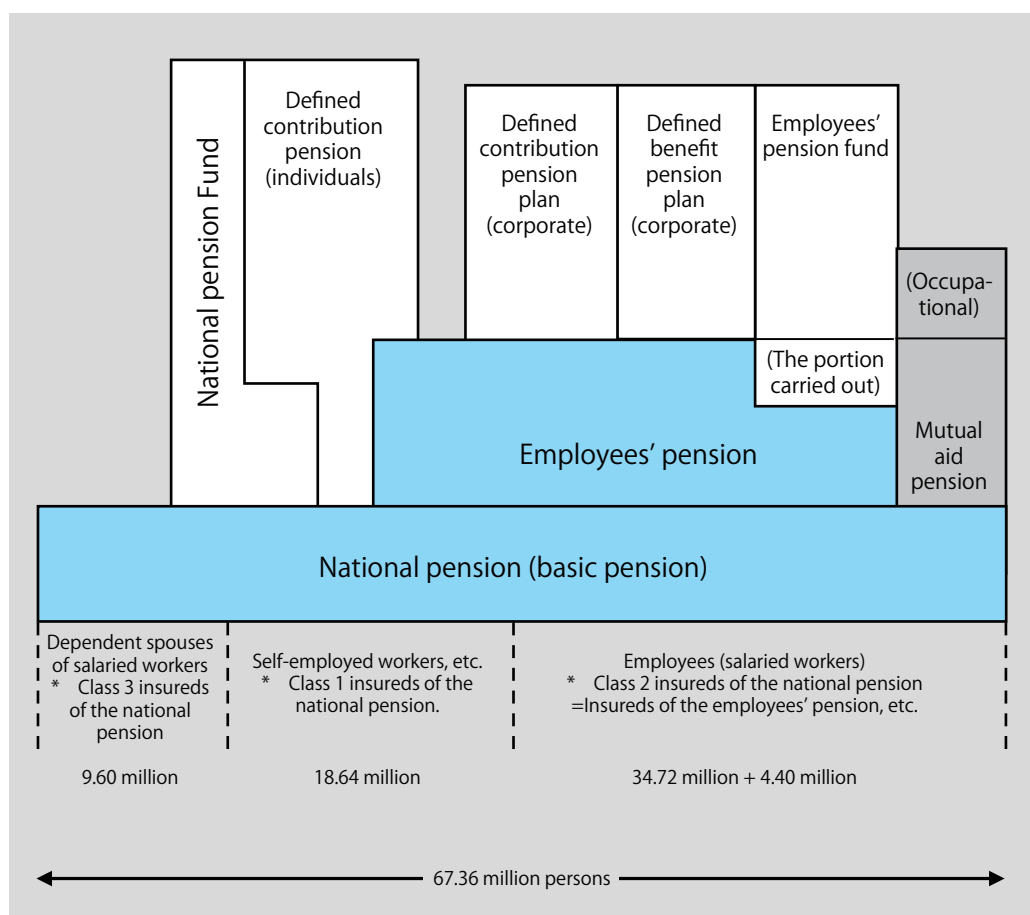 National pension Fund
Defined
contribution
pension
(individuals)
Defined
contribution
pension
plan
(corporate)
Defined
benefit
pension
plan
(corporate)
Employees’
pension fund
(The portion
carried out)
(Occupa-
tional)
Mutual
aid
pension
Employees’ pension
National pension (basic pension)
Dependent spouses
of salaried workers
* Class 3 insureds
of the national
pension
9.60 million
Self-employed workers, etc.
* Class 1 insureds of the
national pension.
18.64 million
Employees (salaried workers)
* Class 2 insureds of the national pension
=Insureds of the employees’ pension, etc.
34.72 million + 4.40 million
67.36 million persons